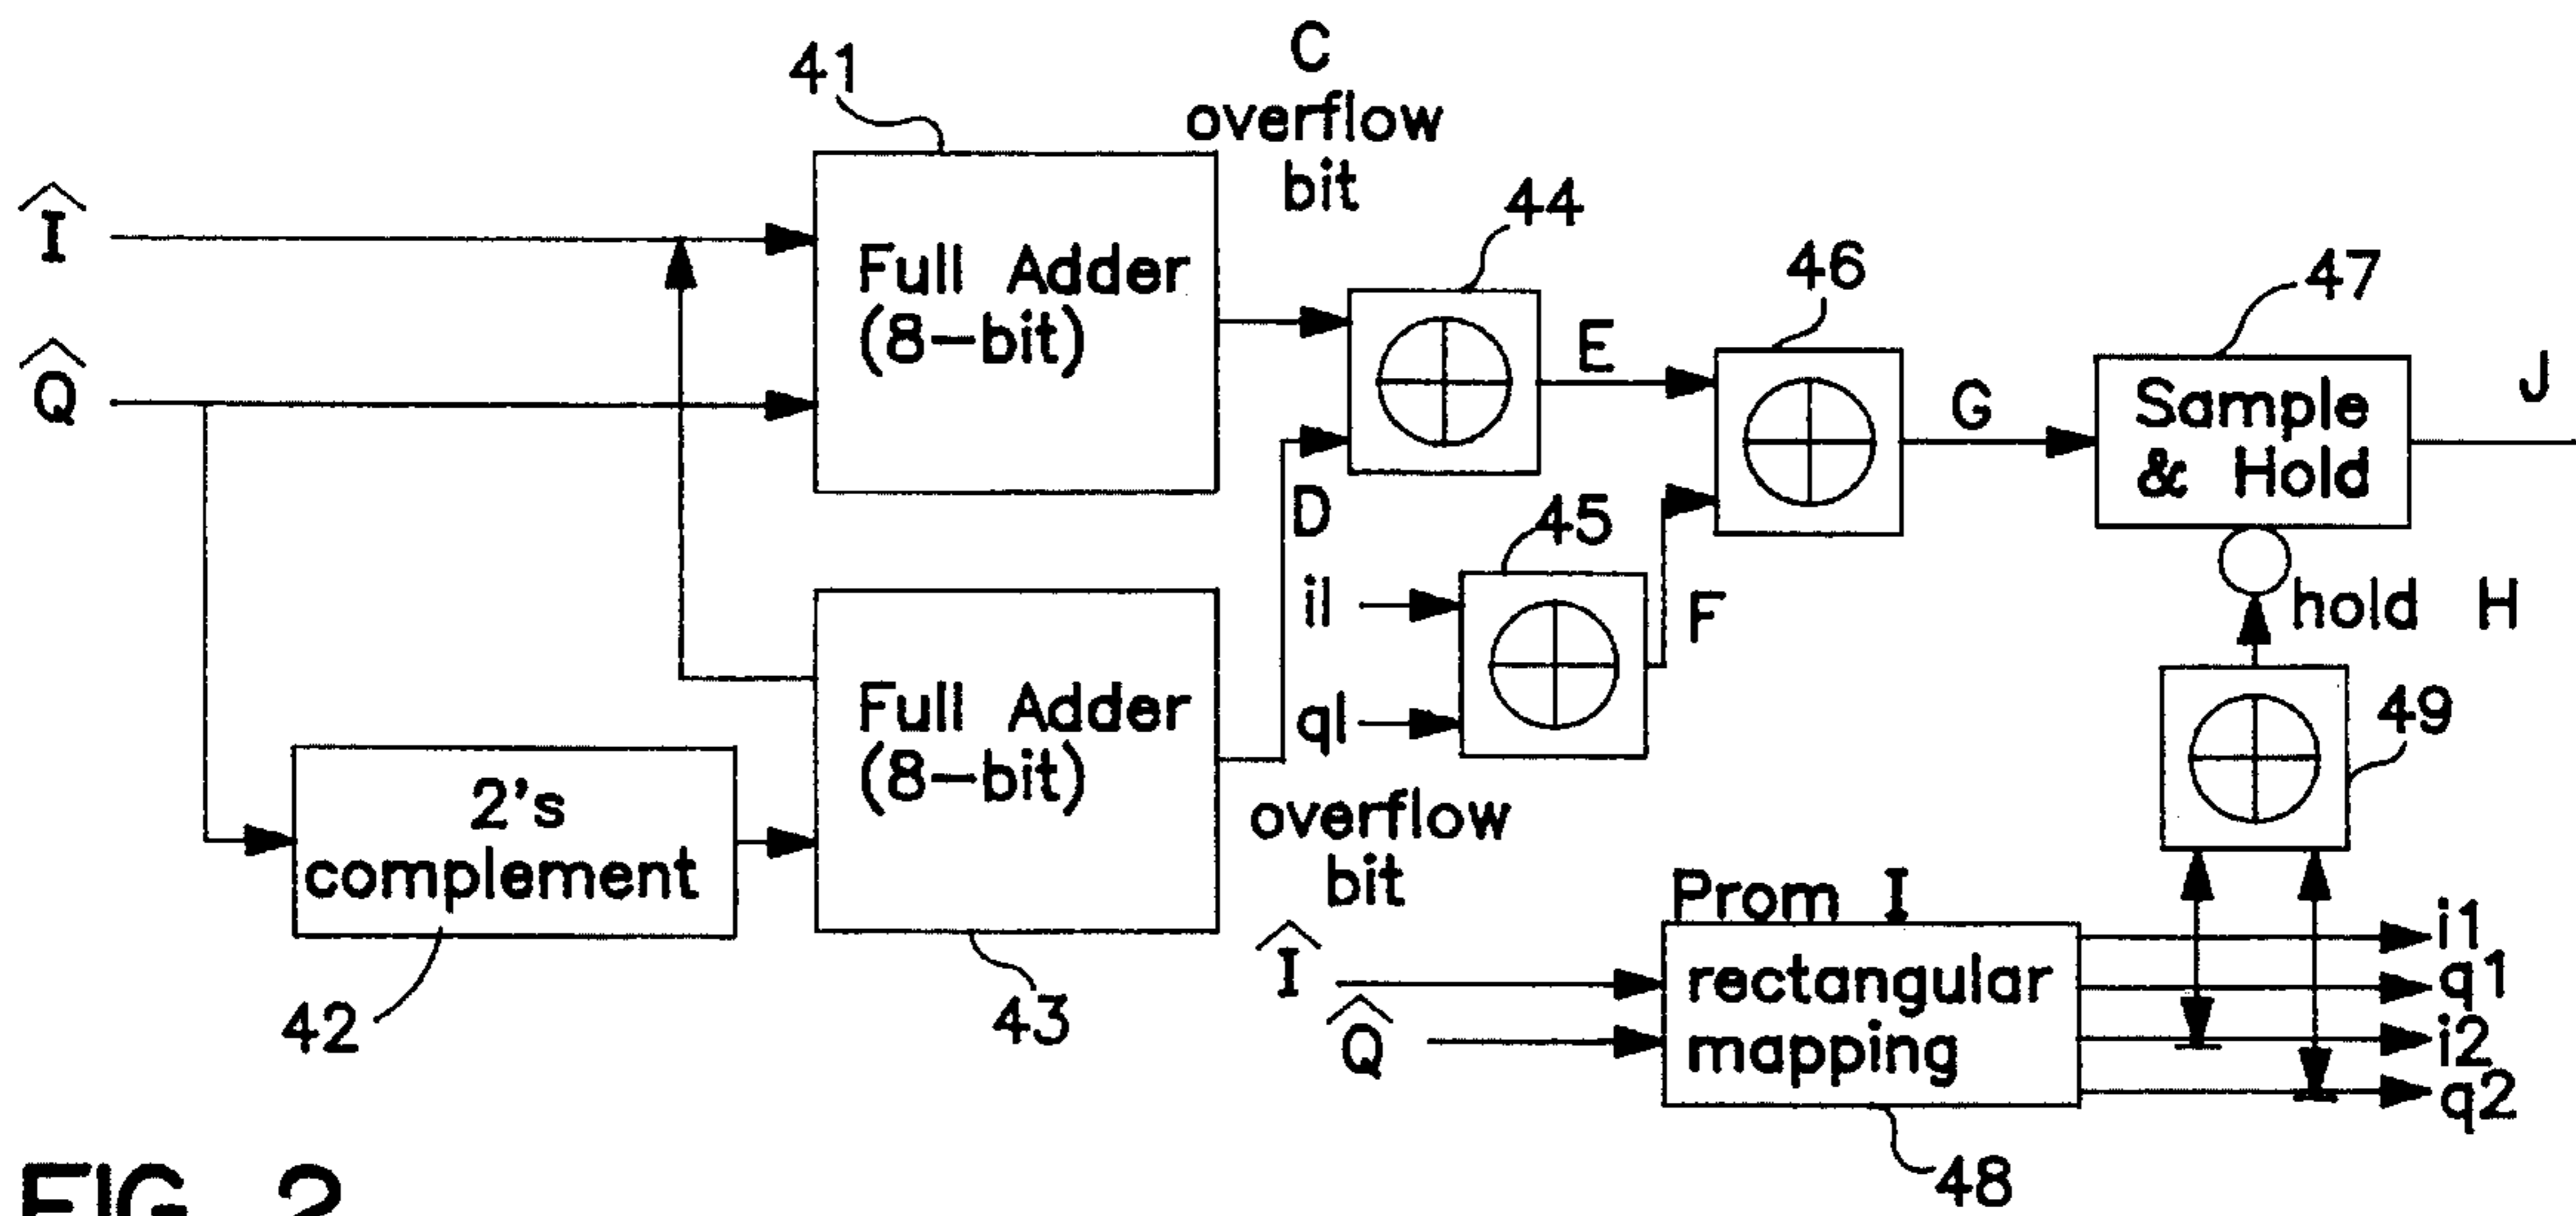 41
C
overflow
bit
Î
Full Adder
(8-bit)
44
46
47
Q̂
E
G
Sample
& Hold
J
D
45
il
ql
F
hold H
Full Adder
(8-bit)
49
2's
complement
overflow
bit
42
43
Prom I
Î
Q̂
rectangular
mapping
i1
q1
i2
q2
48
FIG. 2